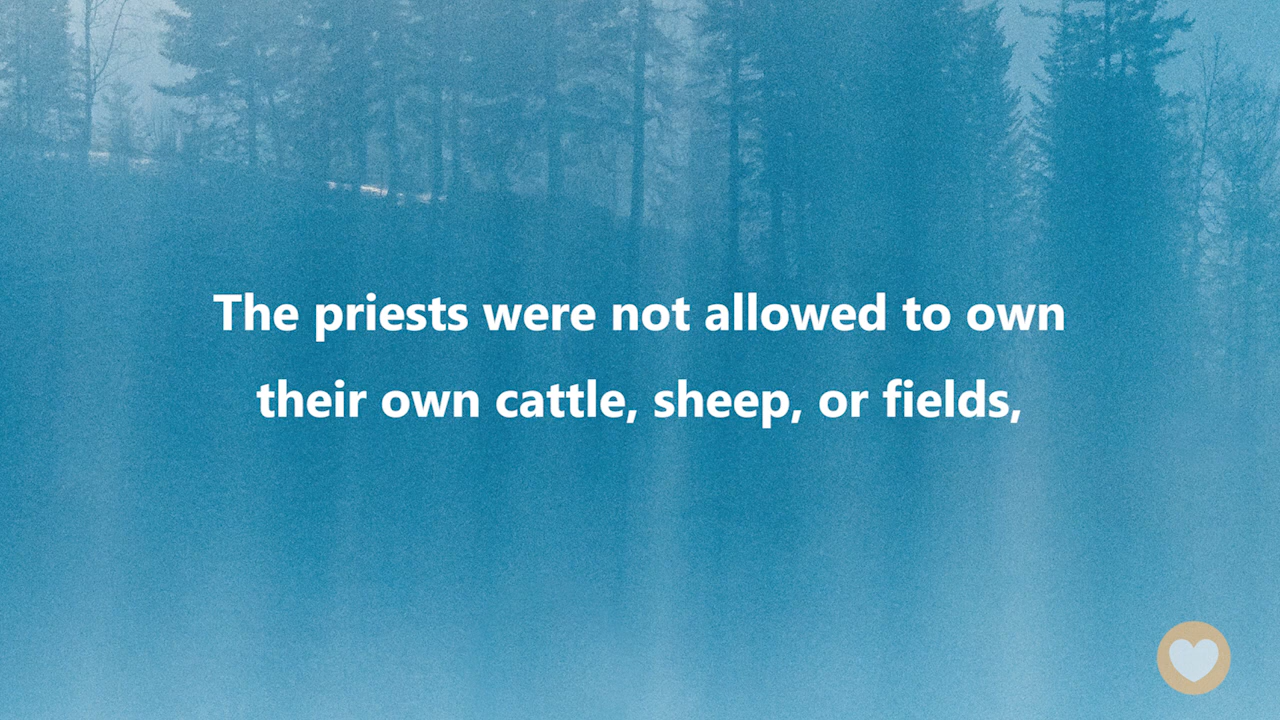 The priests were not allowed to own
their own cattle, sheep, or fields,